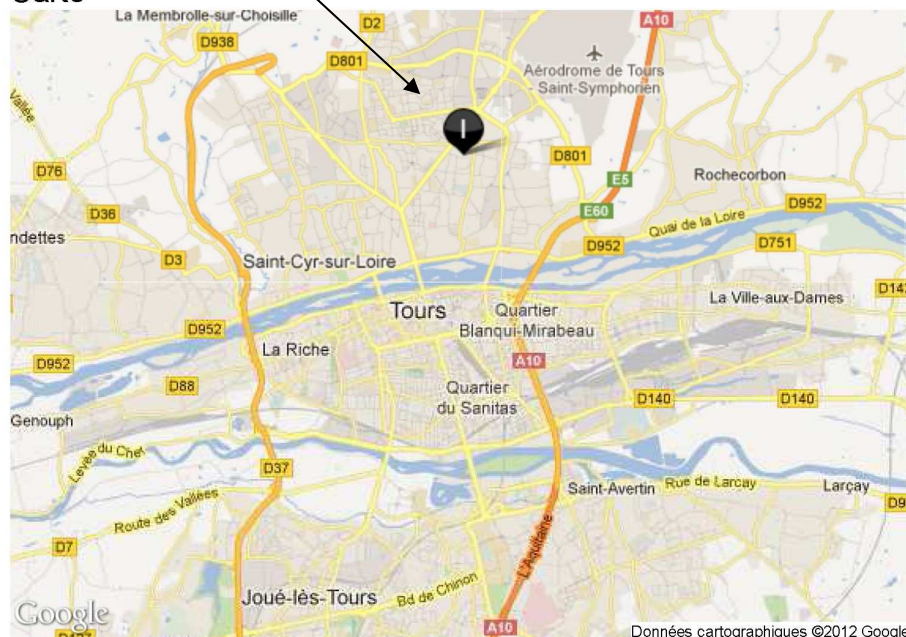 La Membrolle-sur-Choisille
D2
A10
D938
D801
Aérodrome de Tours
- Saint-Symphorien
Vallée
D801
D76
E5
Rochecorbon
D36
E60
D952
ndettes
D952
Quai de la Loire
D751
D3
Saint-Cyr-sur-Loire
Tours
Quartier
Blanqui-Mirabeau
La Ville-aux-Dames
D952
La Riche
D952
A10
D88
Quartier
du Sanitas
D140
D140
Genouph
Levée du Cher
D37
Saint-Avertin
Rue de Larcay
Larçay
Route des Vallées
D7
L'Aquitaine
Joué-lès-Tours
Bd de Chinon
Google
A10
Données cartographiques ©2012 Google